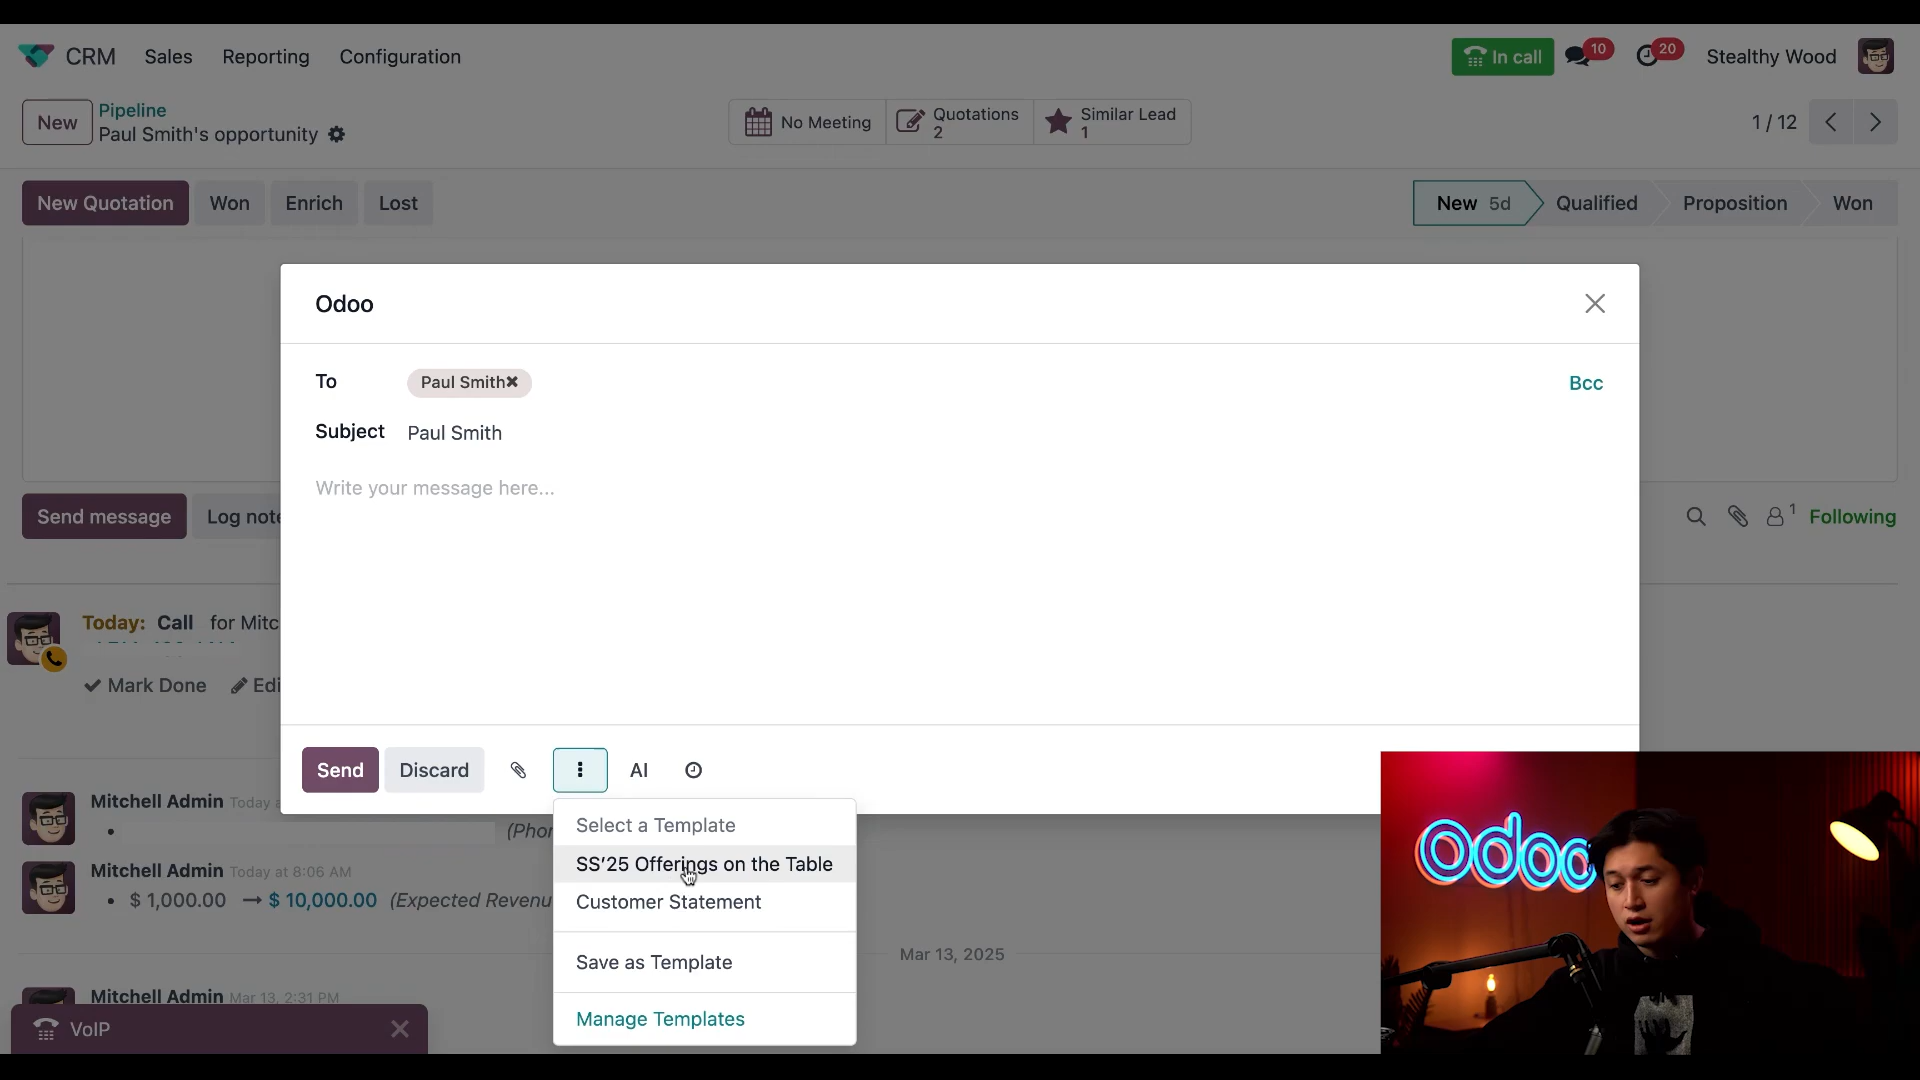 CRM Sales Reporting Configuration
In call 10 20 Stealthy Wood
New
Pipeline
Paul Smith's opportunity
No Meeting
Quotations
2
Similar Lead
1
1 / 12
New Quotation Won Enrich Lost
New 5d Qualified Proposition Won
Odoo
To Paul Smith
Bcc
Subject Paul Smith
Write your message here...
Send message Log note
1 Following
Today: Call for Mitc
Mark Done Edi
Send Discard AI
Select a Template
SS'25 Offerings on the Table
Customer Statement
Save as Template
Manage Templates
Mitchell Admin Today a
(Phon
Mitchell Admin Today at 8:06 AM
• $ 1,000.00 → $ 10,000.00 (Expected Revenu
Mar 13, 2025
Mitchell Admin Mar 13, 2:31 PM
VoIP
odoo